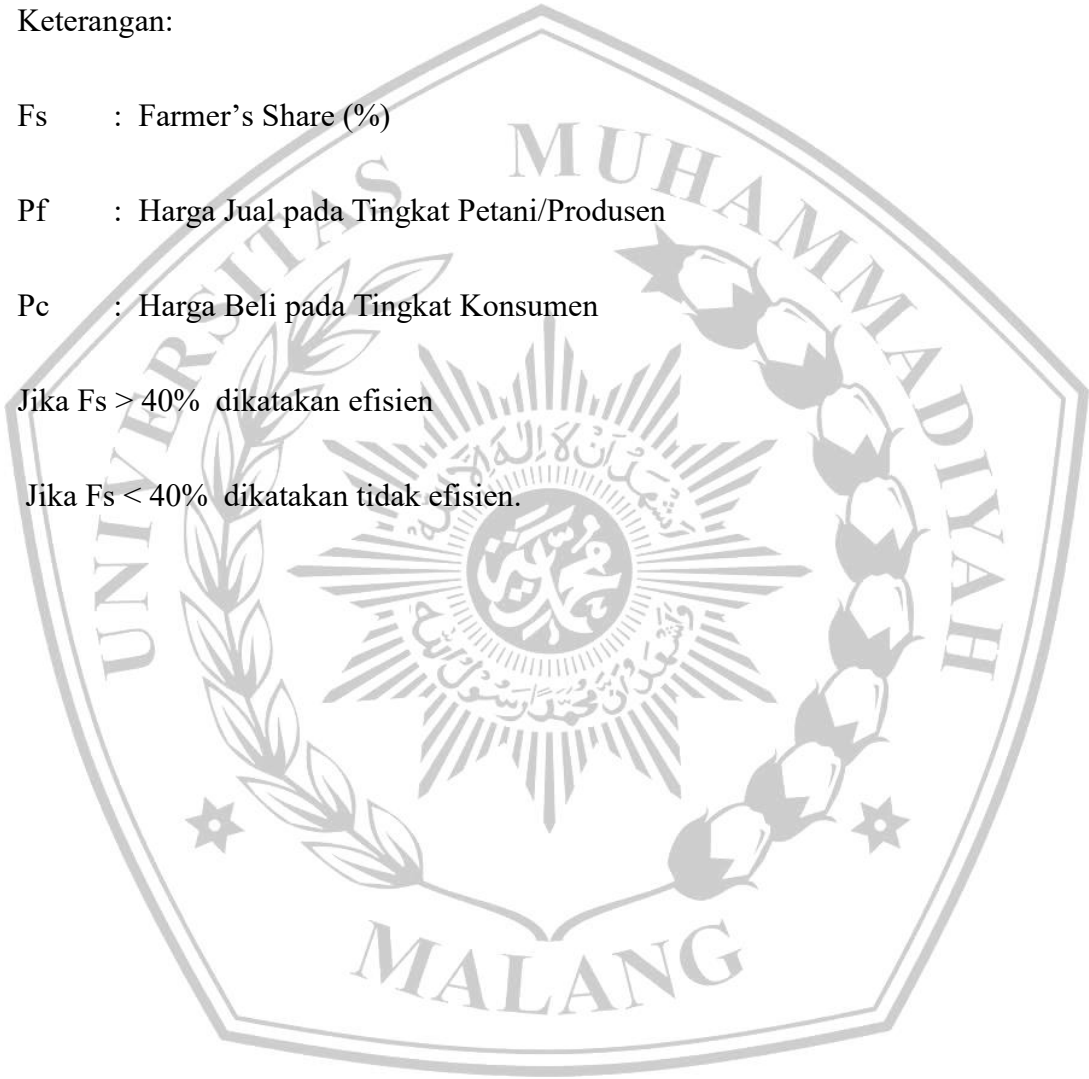 Keterangan:
Fs : Farmer’s Share (%)
Pf : Harga Jual pada Tingkat Petani/Produsen
Pc : Harga Beli pada Tingkat Konsumen
Jika Fs > 40% dikatakan efisien
Jika Fs < 40% dikatakan tidak efisien.
UNIVERSITAS MUHAMMADIYAH
MALANG